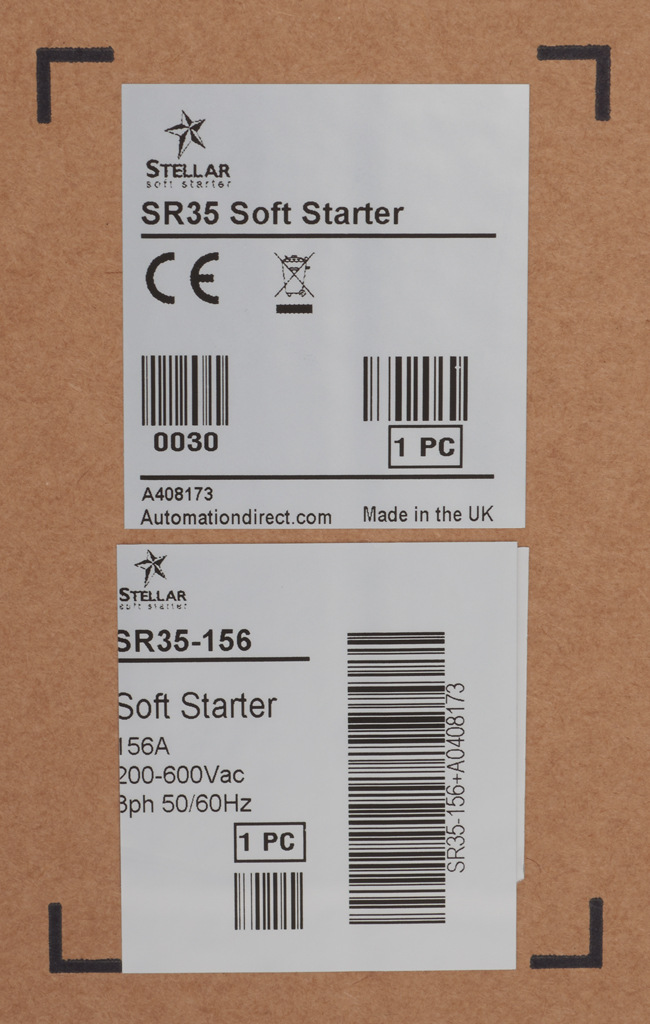 STELLAR
soft starter
SR35 Soft Starter
CE
0030
1 PC
A408173
Automationdirect.com
Made in the UK
STELLAR
soft starter
SR35-156
Soft Starter
156A
200-600Vac
3ph 50/60Hz
1 PC
SR35-156+A0408173